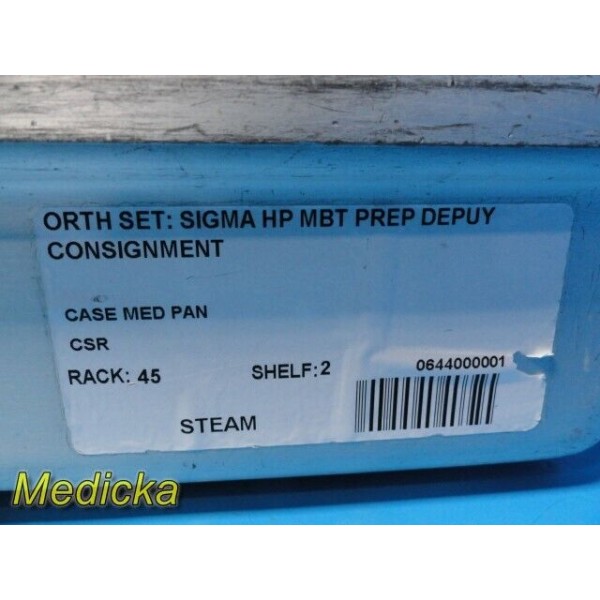 ORTH SET: SIGMA HP MBT PREP DEPUY
CONSIGNMENT
CASE MED PAN
CSR
RACK: 45 SHELF: 2 0644000001
STEAM
Medicka